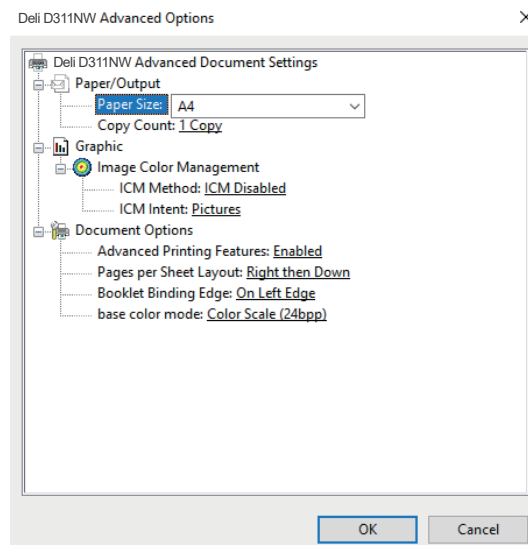 Deli D311NW Advanced Options
Deli D311NW Advanced Document Settings
Paper/Output
Paper Size: A4
Copy Count: 1 Copy
Graphic
Image Color Management
ICM Method: ICM Disabled
ICM Intent: Pictures
Document Options
Advanced Printing Features: Enabled
Pages per Sheet Layout: Right then Down
Booklet Binding Edge: On Left Edge
base color mode: Color Scale (24bpp)
OK Cancel